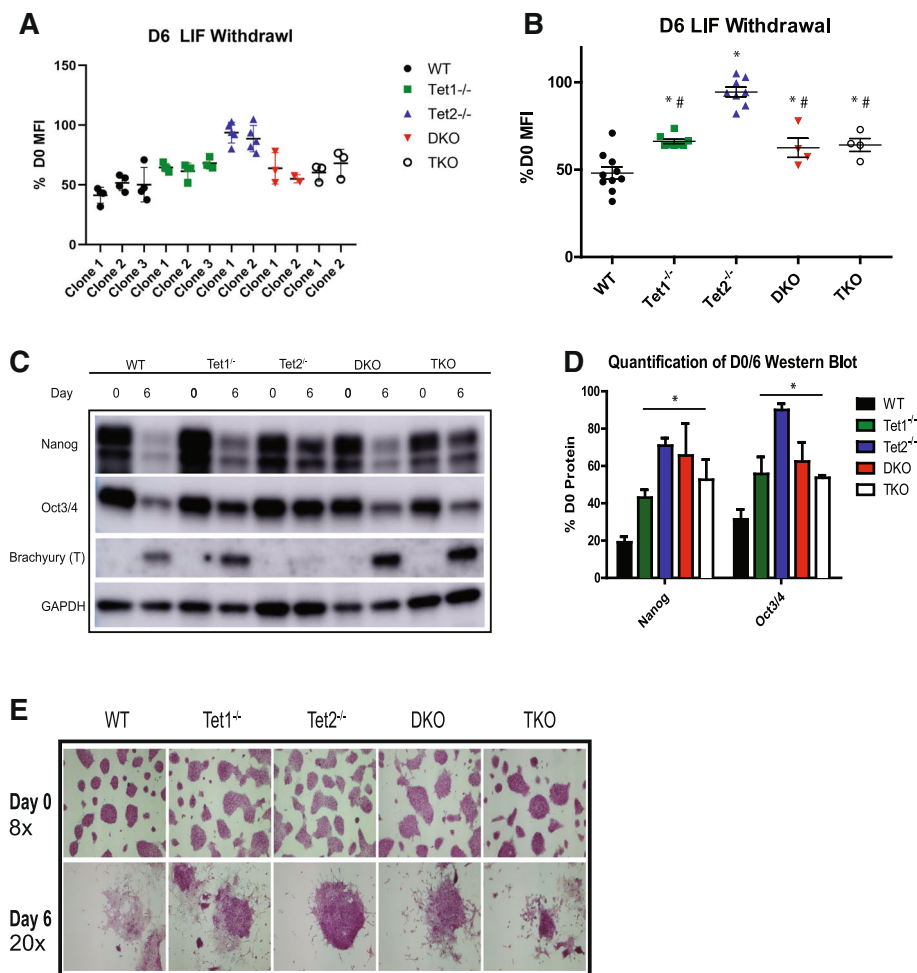 A
D6 LIF Withdrawl
% D0 MFI
150
100
50
0
Clone 1
Clone 2
Clone 3
Clone 1
Clone 2
Clone 3
Clone 1
Clone 2
Clone 1
Clone 2
Clone 1
Clone 2
WT
Tet1-/-
Tet2-/-
DKO
TKO
B
D6 LIF Withdrawal
%D0 MFI
100
50
0
* #
*
* #
* #
WT
Tet1-/-
Tet2-/-
DKO
TKO
C
WT Tet1/- Tet2/- DKO TKO
Day 0 6 0 6 0 6 0 6 0 6
Nanog
Oct3/4
Brachyury (T)
GAPDH
D
Quantification of D0/6 Western Blot
% D0 Protein
100
80
60
40
20
0
*
*
Nanog
Oct3/4
WT
Tet1-/-
Tet2-/-
DKO
TKO
E
WT Tet1-/- Tet2-/- DKO TKO
Day 0
8x
Day 6
20x